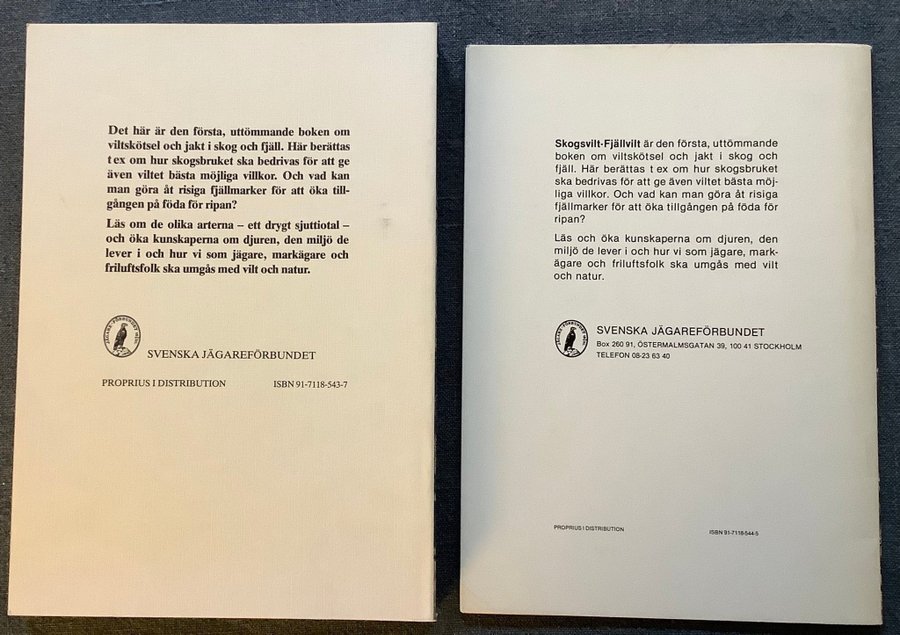 Det här är den första, uttömmande boken om
viltskötsel och jakt i skog och fjäll. Här berättas
t ex om hur skogsbruket ska bedrivas för att ge
även viltet bästa möjliga villkor. Och vad kan
man göra åt risiga fjällmarker för att öka till-
gången på föda för ripan?
Läs om de olika arterna – ett drygt sjuttiotal –
och öka kunskaperna om djuren, den miljö de
lever i och hur vi som jägare, markägare och
friluftsfolk ska umgås med vilt och natur.
SVENSKA JÄGAREFÖRBUNDET
PROPRIUS I DISTRIBUTION ISBN 91-7118-543-7
Skogsvilt-Fjällvilt är den första, uttömmande
boken om viltskötsel och jakt i skog och
fjäll. Här berättas t ex om hur skogsbruket
ska bedrivas för att ge även viltet bästa möj-
liga villkor. Och vad kan man göra åt risiga
fjällmarker för att öka tillgången på föda för
ripan?
Läs och öka kunskaperna om djuren, den
miljö de lever i och hur vi som jägare, mark-
ägare och friluftsfolk ska umgås med vilt
och natur.
SVENSKA JÄGAREFÖRBUNDET
Box 260 91, ÖSTERMALMSGATAN 39, 100 41 STOCKHOLM
TELEFON 08-23 63 40
PROPRIUS I DISTRIBUTION ISBN 91-7118-544-5